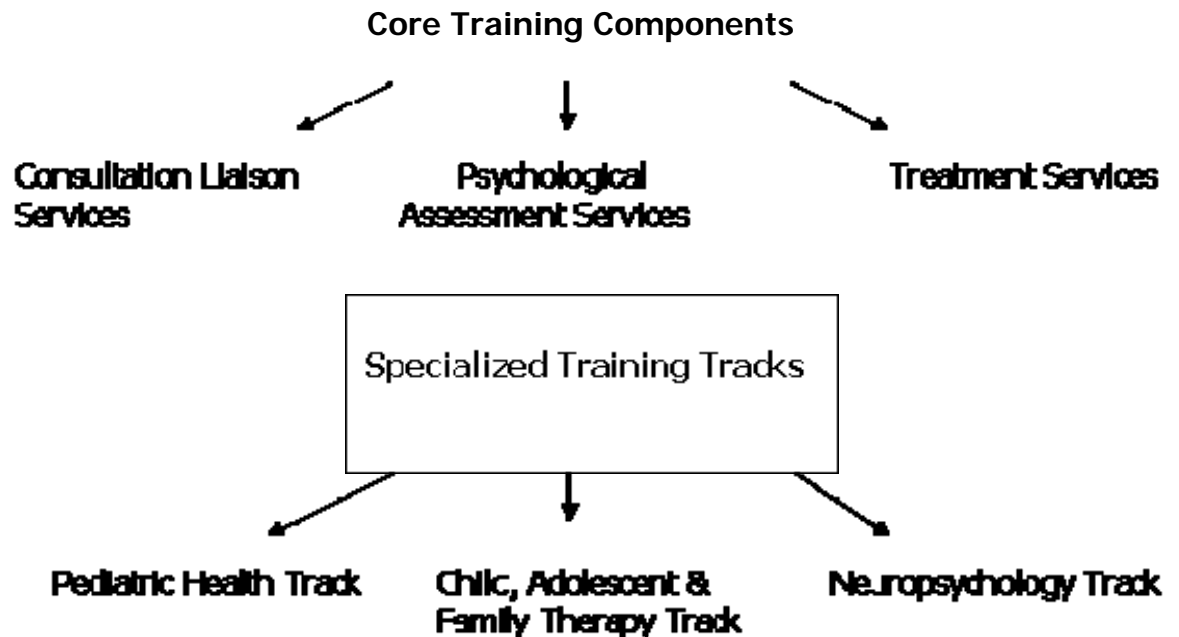 Core Training Components
Consultation Liaison
Services
Psychological
Assessment Services
Treatment Services
Specialized Training Tracks
Pediatric Health Track
Child, Adolescent &
Family Therapy Track
Neuropsychology Track